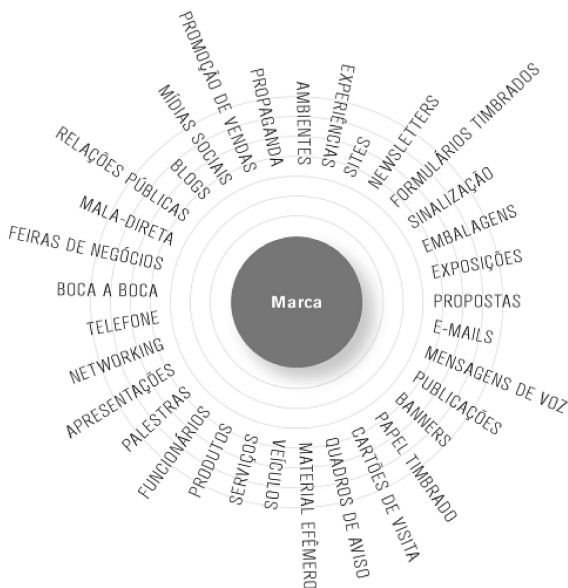 AMBIENTES
EXPERIÊNCIAS
SITES
NEWSLETTERS
FORMULÁRIOS TIMBRADOS
SINALIZAÇÃO
EMBALAGENS
EXPOSIÇÕES
PROPOSTAS
E-MAILS
MENSAGENS DE VOZ
PUBLICAÇÕES
BANNERS
PAPEL TIMBRADO
CARTÕES DE VISITA
QUADROS DE AVISO
MATERIAL EFÊMERO
VEÍCULOS
SERVIÇOS
PRODUTOS
FUNCIONÁRIOS
PALESTRAS
APRESENTAÇÕES
NETWORKING
TELEFONE
BOCA A BOCA
FEIRAS DE NEGÓCIOS
MALA-DIRETA
RELAÇÕES PÚBLICAS
BLOGS
MÍDIAS SOCIAIS
PROMOÇÃO DE VENDAS
PROPAGANDA
Marca